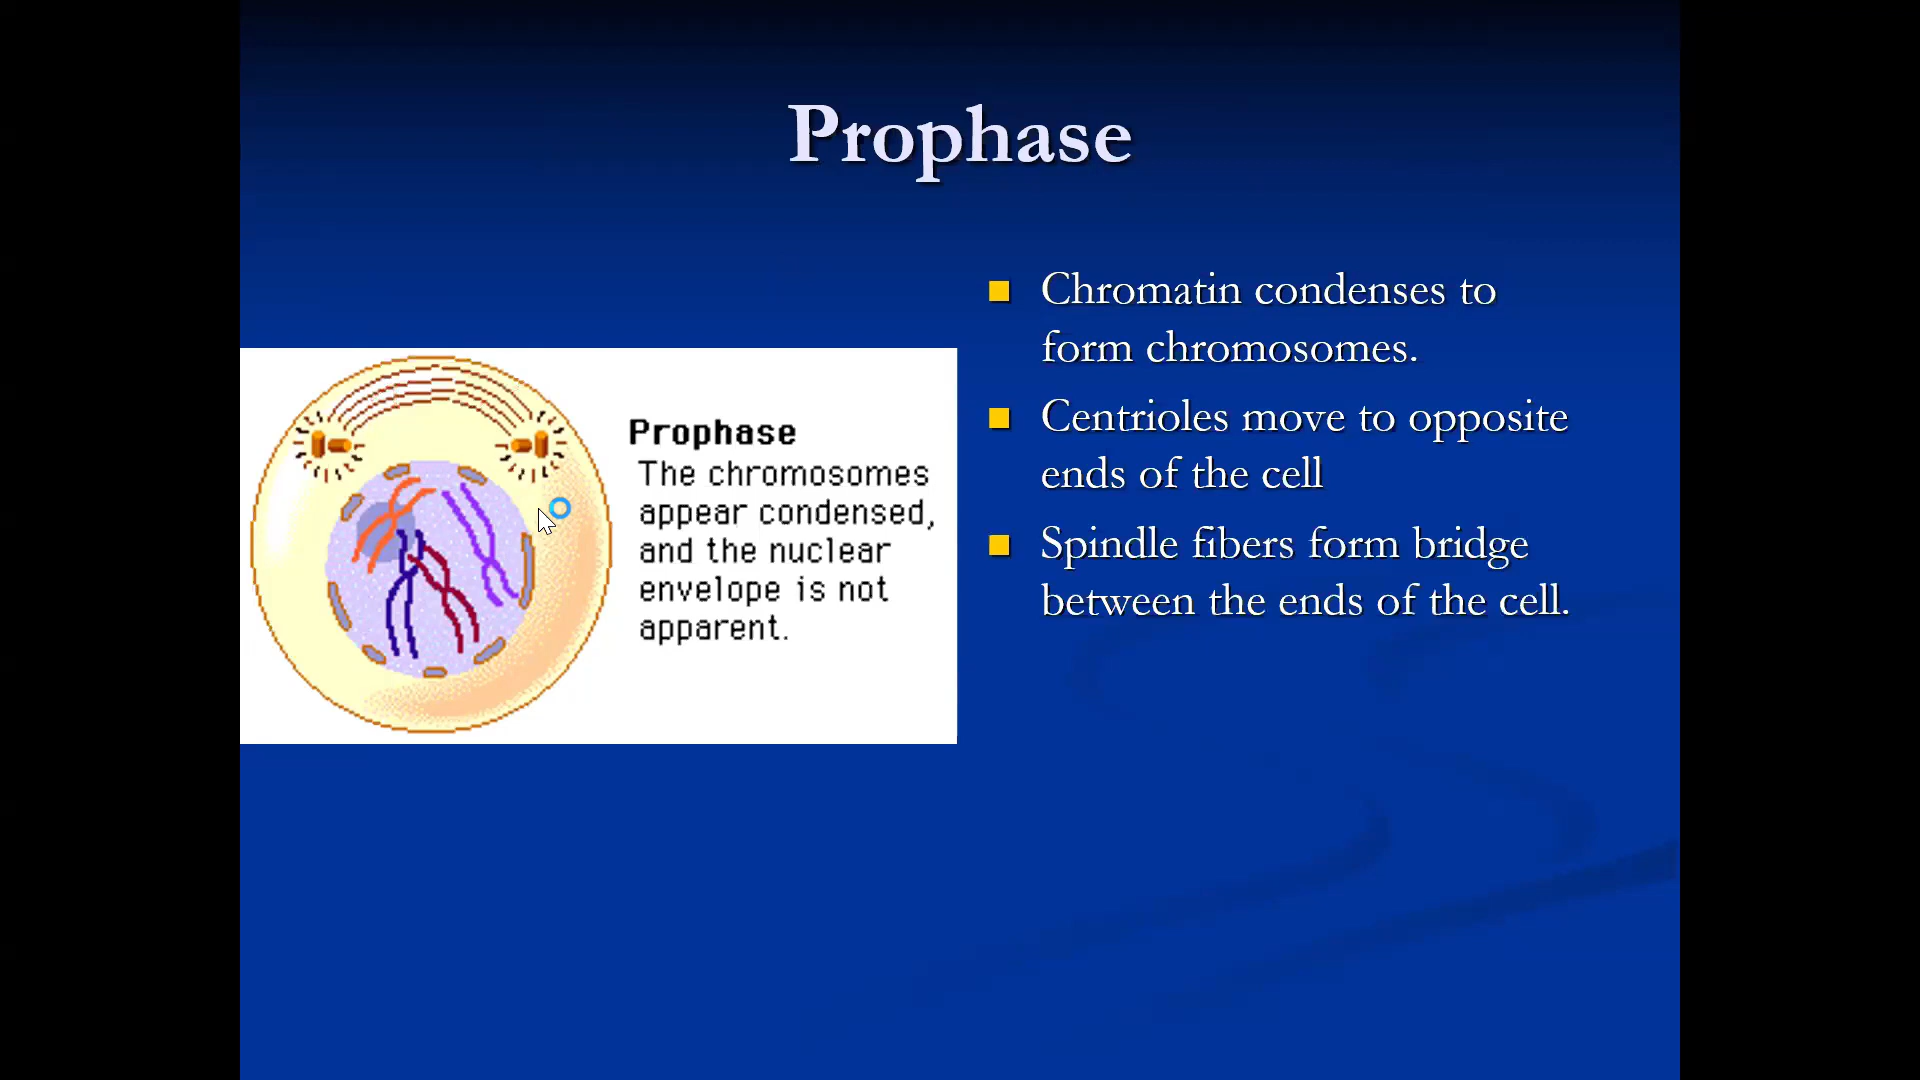 Prophase
Prophase
The chromosomes
appear condensed,
and the nuclear
envelope is not
apparent.
Chromatin condenses to
form chromosomes.
Centrioles move to opposite
ends of the cell
Spindle fibers form bridge
between the ends of the cell.